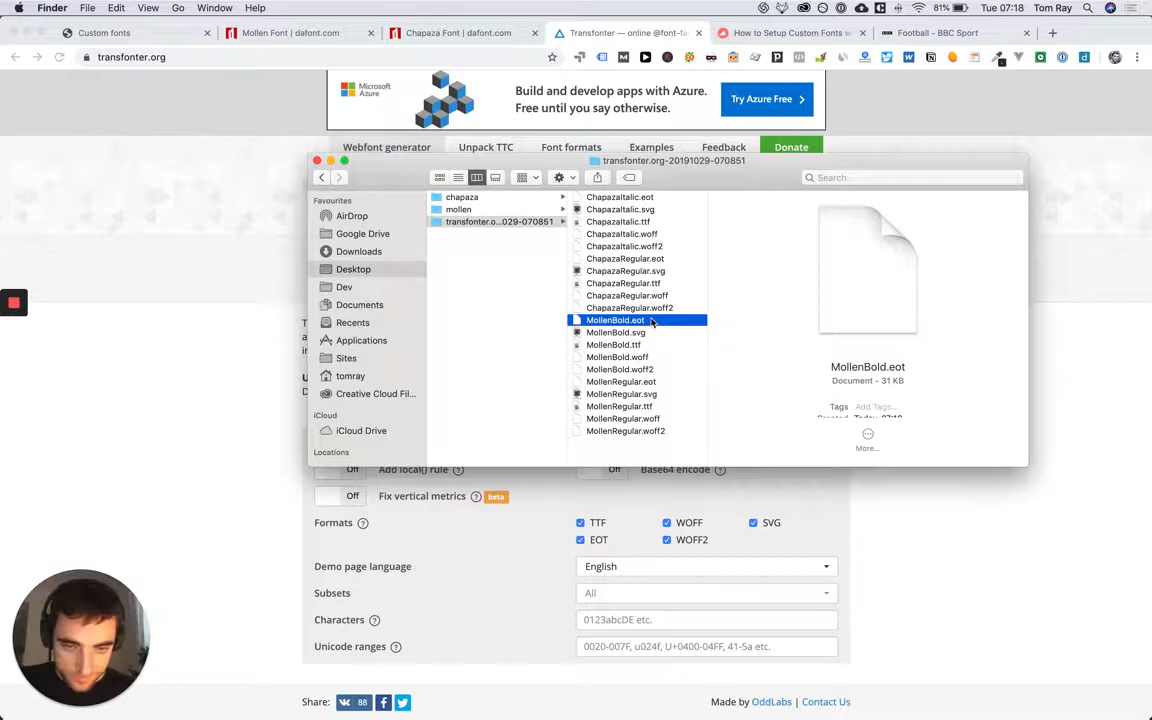 Finder File Edit View Go Window Help 81% Tue 07:18 Tom Ray
Custom fonts Mollen Font | dafont.com Chapaza Font | dafont.com Transfonter — online @font-fa How to Setup Custom Fonts w Football - BBC Sport
transfonter.org
Microsoft
Azure
Build and develop apps with Azure.
Free until you say otherwise.
Try Azure Free
Webfont generator Unpack TTC Font formats Examples Feedback Donate
transfonter.org-20191029-070851
Search
Favourites
AirDrop
Google Drive
Downloads
Desktop
Dev
Documents
Recents
Applications
Sites
tomray
Creative Cloud Fil...
iCloud
iCloud Drive
Locations
chapaza
mollen
transfonter.o...029-070851
ChapazaItalic.eot
ChapazaItalic.svg
ChapazaItalic.ttf
ChapazaItalic.woff
ChapazaItalic.woff2
ChapazaRegular.eot
ChapazaRegular.svg
ChapazaRegular.ttf
ChapazaRegular.woff
ChapazaRegular.woff2
MollenBold.eot
MollenBold.svg
MollenBold.ttf
MollenBold.woff
MollenBold.woff2
MollenRegular.eot
MollenRegular.svg
MollenRegular.ttf
MollenRegular.woff
MollenRegular.woff2
MollenBold.eot
Document - 31 KB
Tags Add Tags...
More...
Off Add local() rule Off Base64 encode
Off Fix vertical metrics beta
Formats TTF WOFF SVG
EOT WOFF2
Demo page language English
Subsets All
Characters 0123abcDE etc.
Unicode ranges 0020-007F, u024f, U+0400-04FF, 41-5a etc.
Share: 88 Made by OddLabs | Contact Us